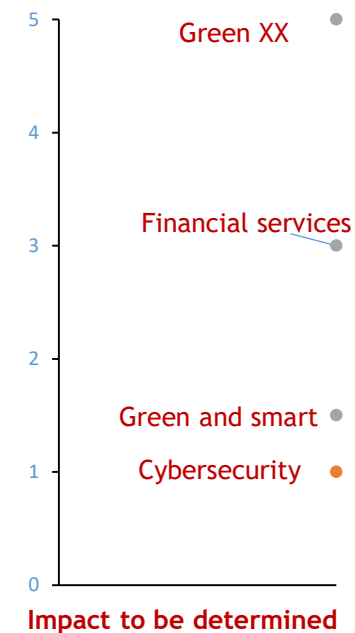 5
Green XX
4
Financial services
3
2
Green and smart
1
Cybersecurity
0
Impact to be determined